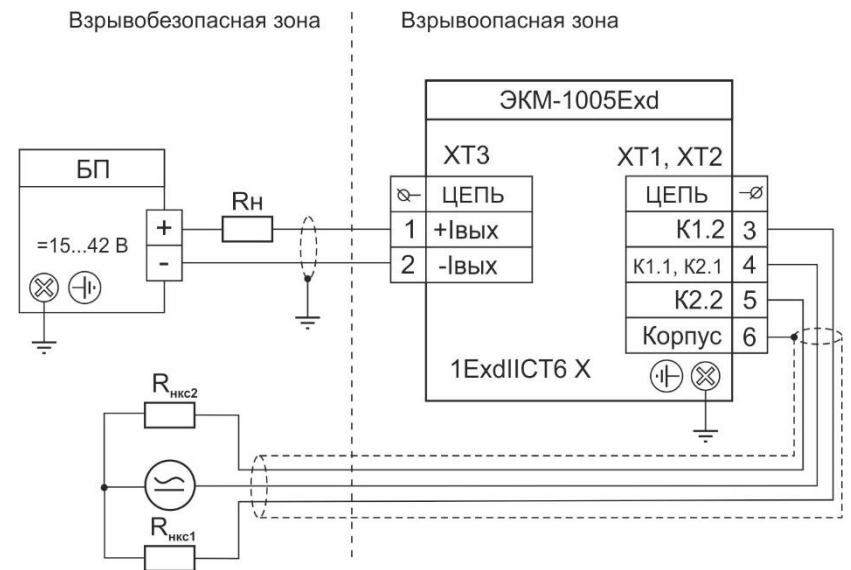 Взрывобезопасная зона
Взрывоопасная зона
ЭКМ-1005Exd
БП
=15...42 В
+
-
Rн
XT3
ЦЕПЬ
1 +Iвых
2 -Iвых
XT1, XT2
ЦЕПЬ
К1.2 3
К1.1, К2.1 4
К2.2 5
Корпус 6
1ExdIICT6 X
Rнкс2
Rнкс1